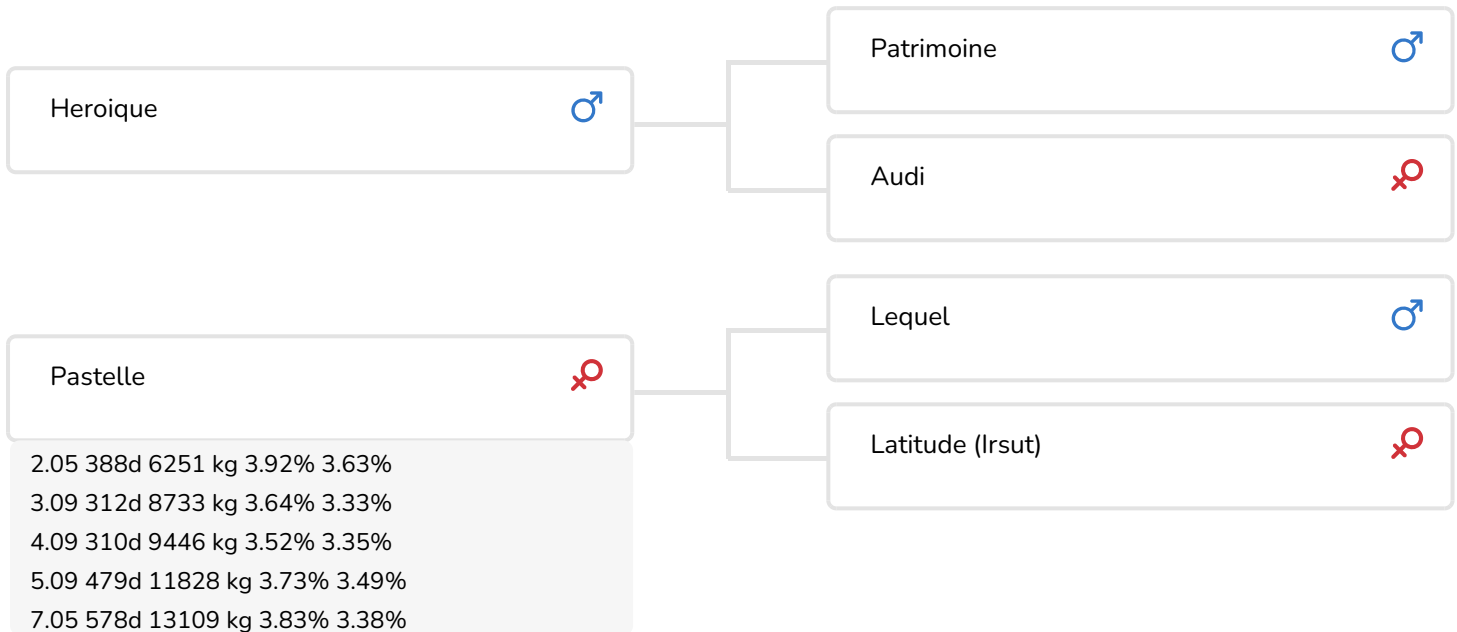 Heroique
Patrimoine
Audi
Pastelle
2.05 388d 6251 kg 3.92% 3.63%
3.09 312d 8733 kg 3.64% 3.33%
4.09 310d 9446 kg 3.52% 3.35%
5.09 479d 11828 kg 3.73% 3.49%
7.05 578d 13109 kg 3.83% 3.38%
Lequel
Latitude (Irsut)